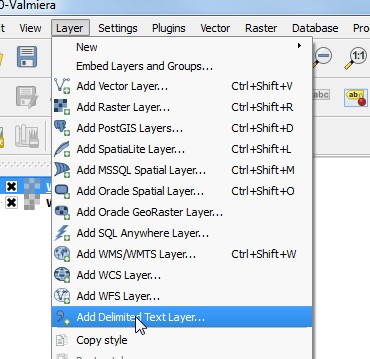 0-Valmiera
t View Layer Settings Plugins Vector Raster Database Pro
New
Embed Layers and Groups...
1:1
Add Vector Layer... Ctrl+Shift+V
Add Raster Layer... Ctrl+Shift+R
abc abc
Add PostGIS Layers... Ctrl+Shift+D
Add SpatiaLite Layer... Ctrl+Shift+L
Add MSSQL Spatial Layer... Ctrl+Shift+M
Add Oracle Spatial Layer... Ctrl+Shift+O
Add Oracle GeoRaster Layer...
Add SQL Anywhere Layer...
Add WMS/WMTS Layer... Ctrl+Shift+W
Add WCS Layer...
Add WFS Layer...
Add Delimited Text Layer...
Copy style